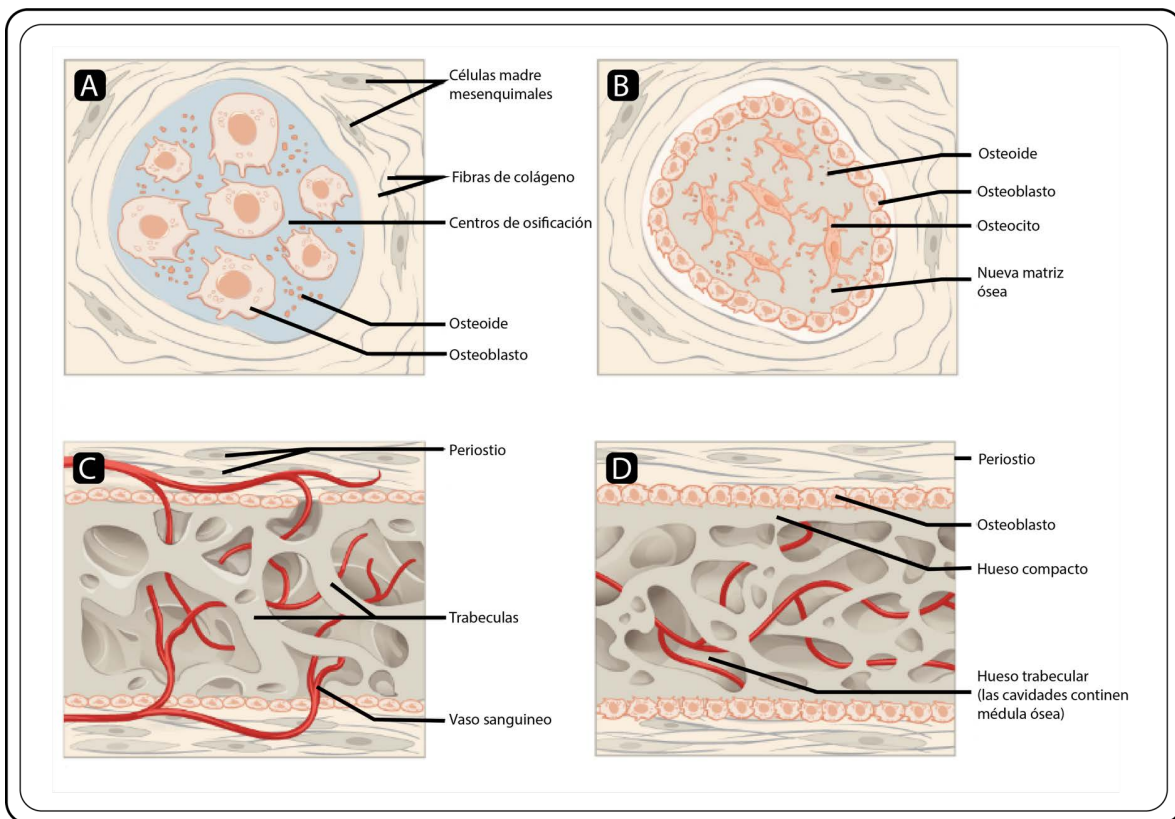 A
Células madre
mesenquimales
Fibras de colágeno
Centros de osificación
Osteoide
Osteoblasto
B
Osteoide
Osteoblasto
Osteocito
Nueva matriz
ósea
C
Periostio
Trabeculas
Vaso sanguineo
D
Periostio
Osteoblasto
Hueso compacto
Hueso trabecular
(las cavidades continen
médula ósea)